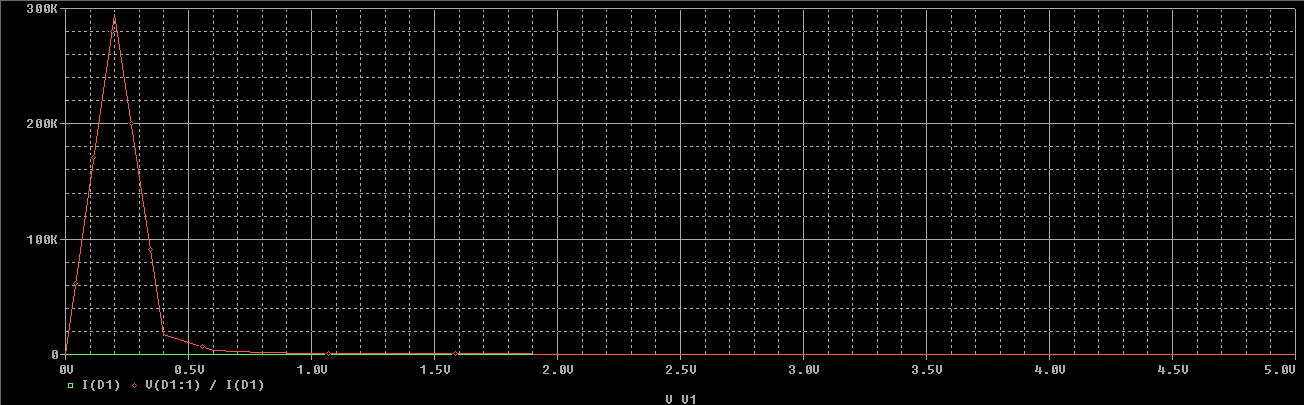 300K
200K
100K
0
0V 0.5V 1.0V 1.5V 2.0V 2.5V 3.0V 3.5V 4.0V 4.5V 5.0V
I(D1) V(D1:1) / I(D1)
V_V1